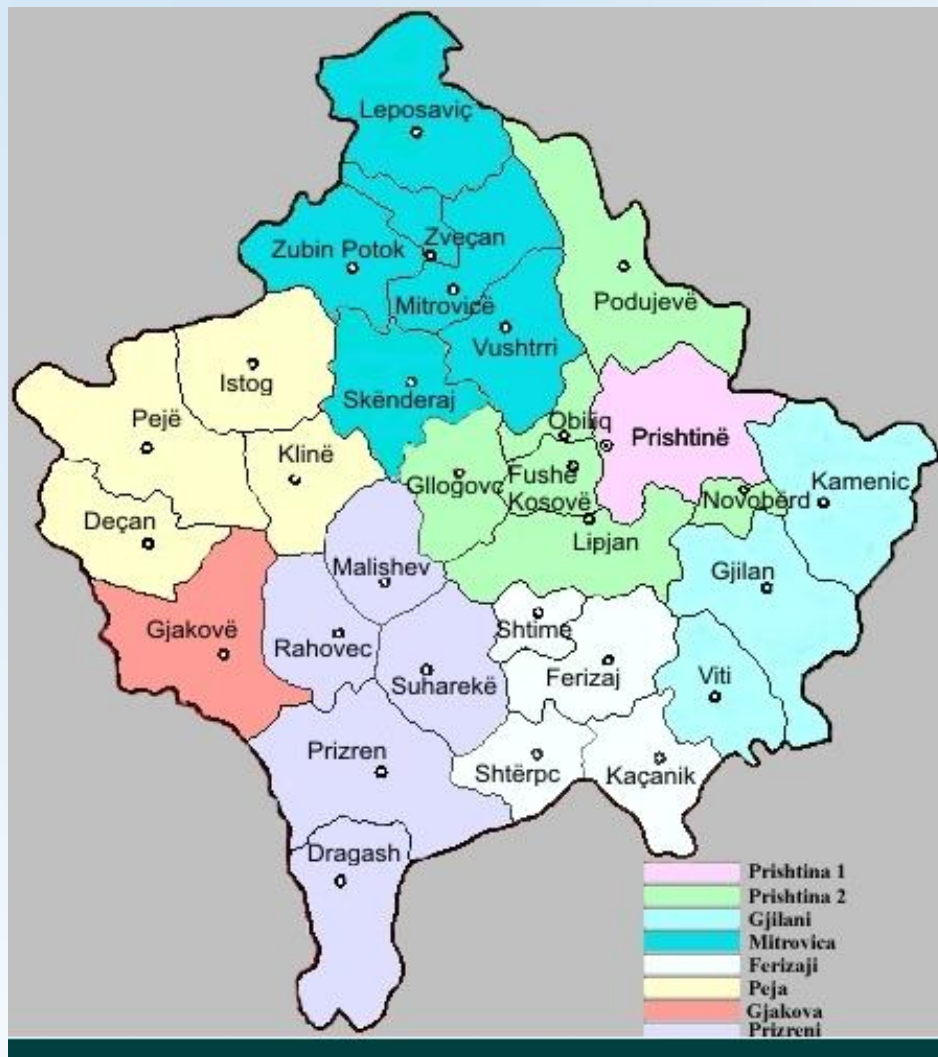 Leposaviç
Zveçan
Zubin Potok
Mitrovicë
Podujevë
Vushtrri
Istog
Skënderaj
Pejë
Obiliq
Prishtinë
Klinë
Gllogovc
Fushë
Kosovë
Novobërd
Kamenic
Deçan
Lipjan
Malishev
Gjilan
Gjakovë
Rahovec
Shtime
Ferizaj
Suharekë
Viti
Prizren
Shtërpc
Kaçanik
Dragash
Prishtina 1
Prishtina 2
Gjilani
Mitrovica
Ferizaji
Peja
Gjakova
Prizreni